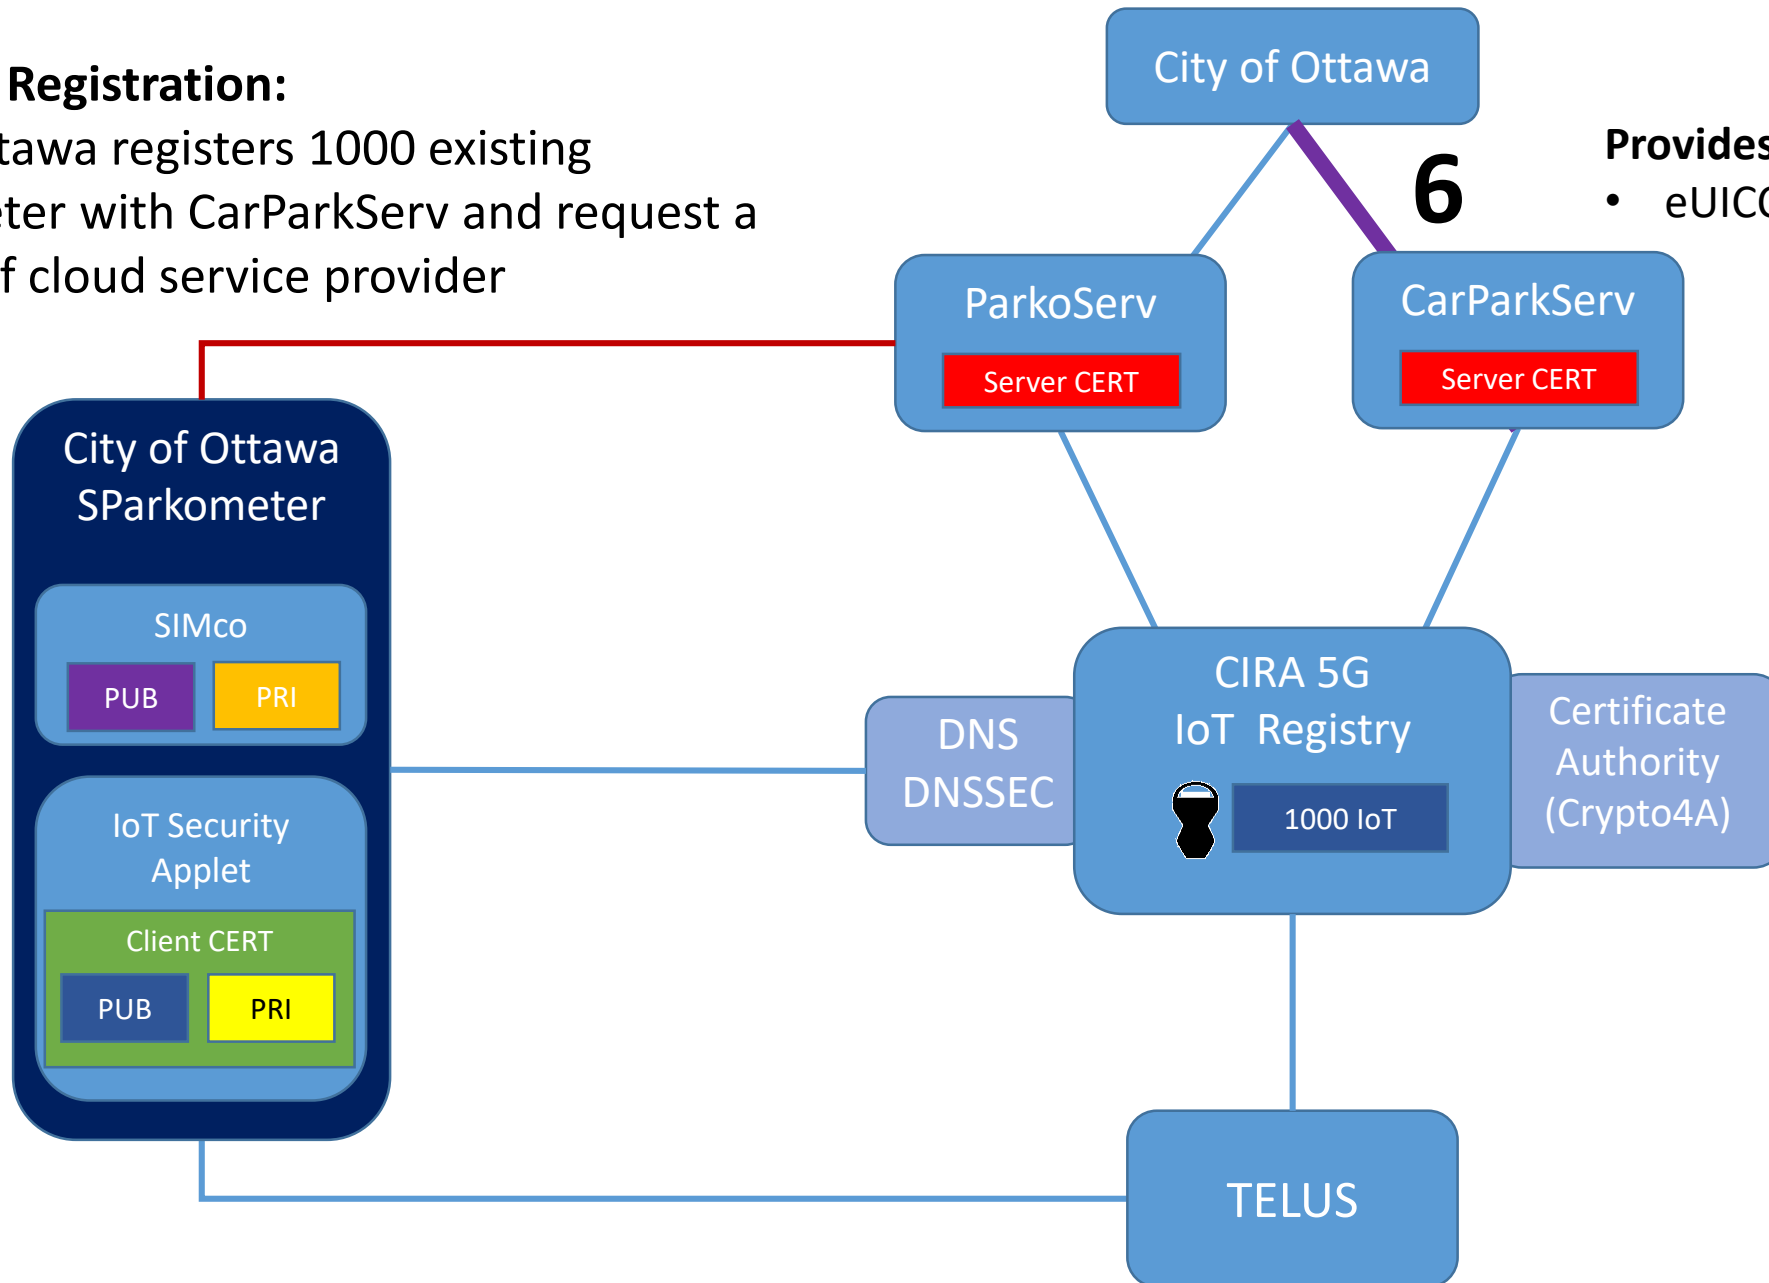 Registration:
tawa registers 1000 existing
eter with CarParkServ and request a
f cloud service provider
City of Ottawa
6
Provides
• eUICC
ParkoServ
Server CERT
CarParkServ
Server CERT
City of Ottawa
SParkometer
SIMco
PUB
PRI
IoT Security
Applet
Client CERT
PUB
PRI
DNS
DNSSEC
CIRA 5G
IoT Registry
1000 IoT
Certificate
Authority
(Crypto4A)
TELUS